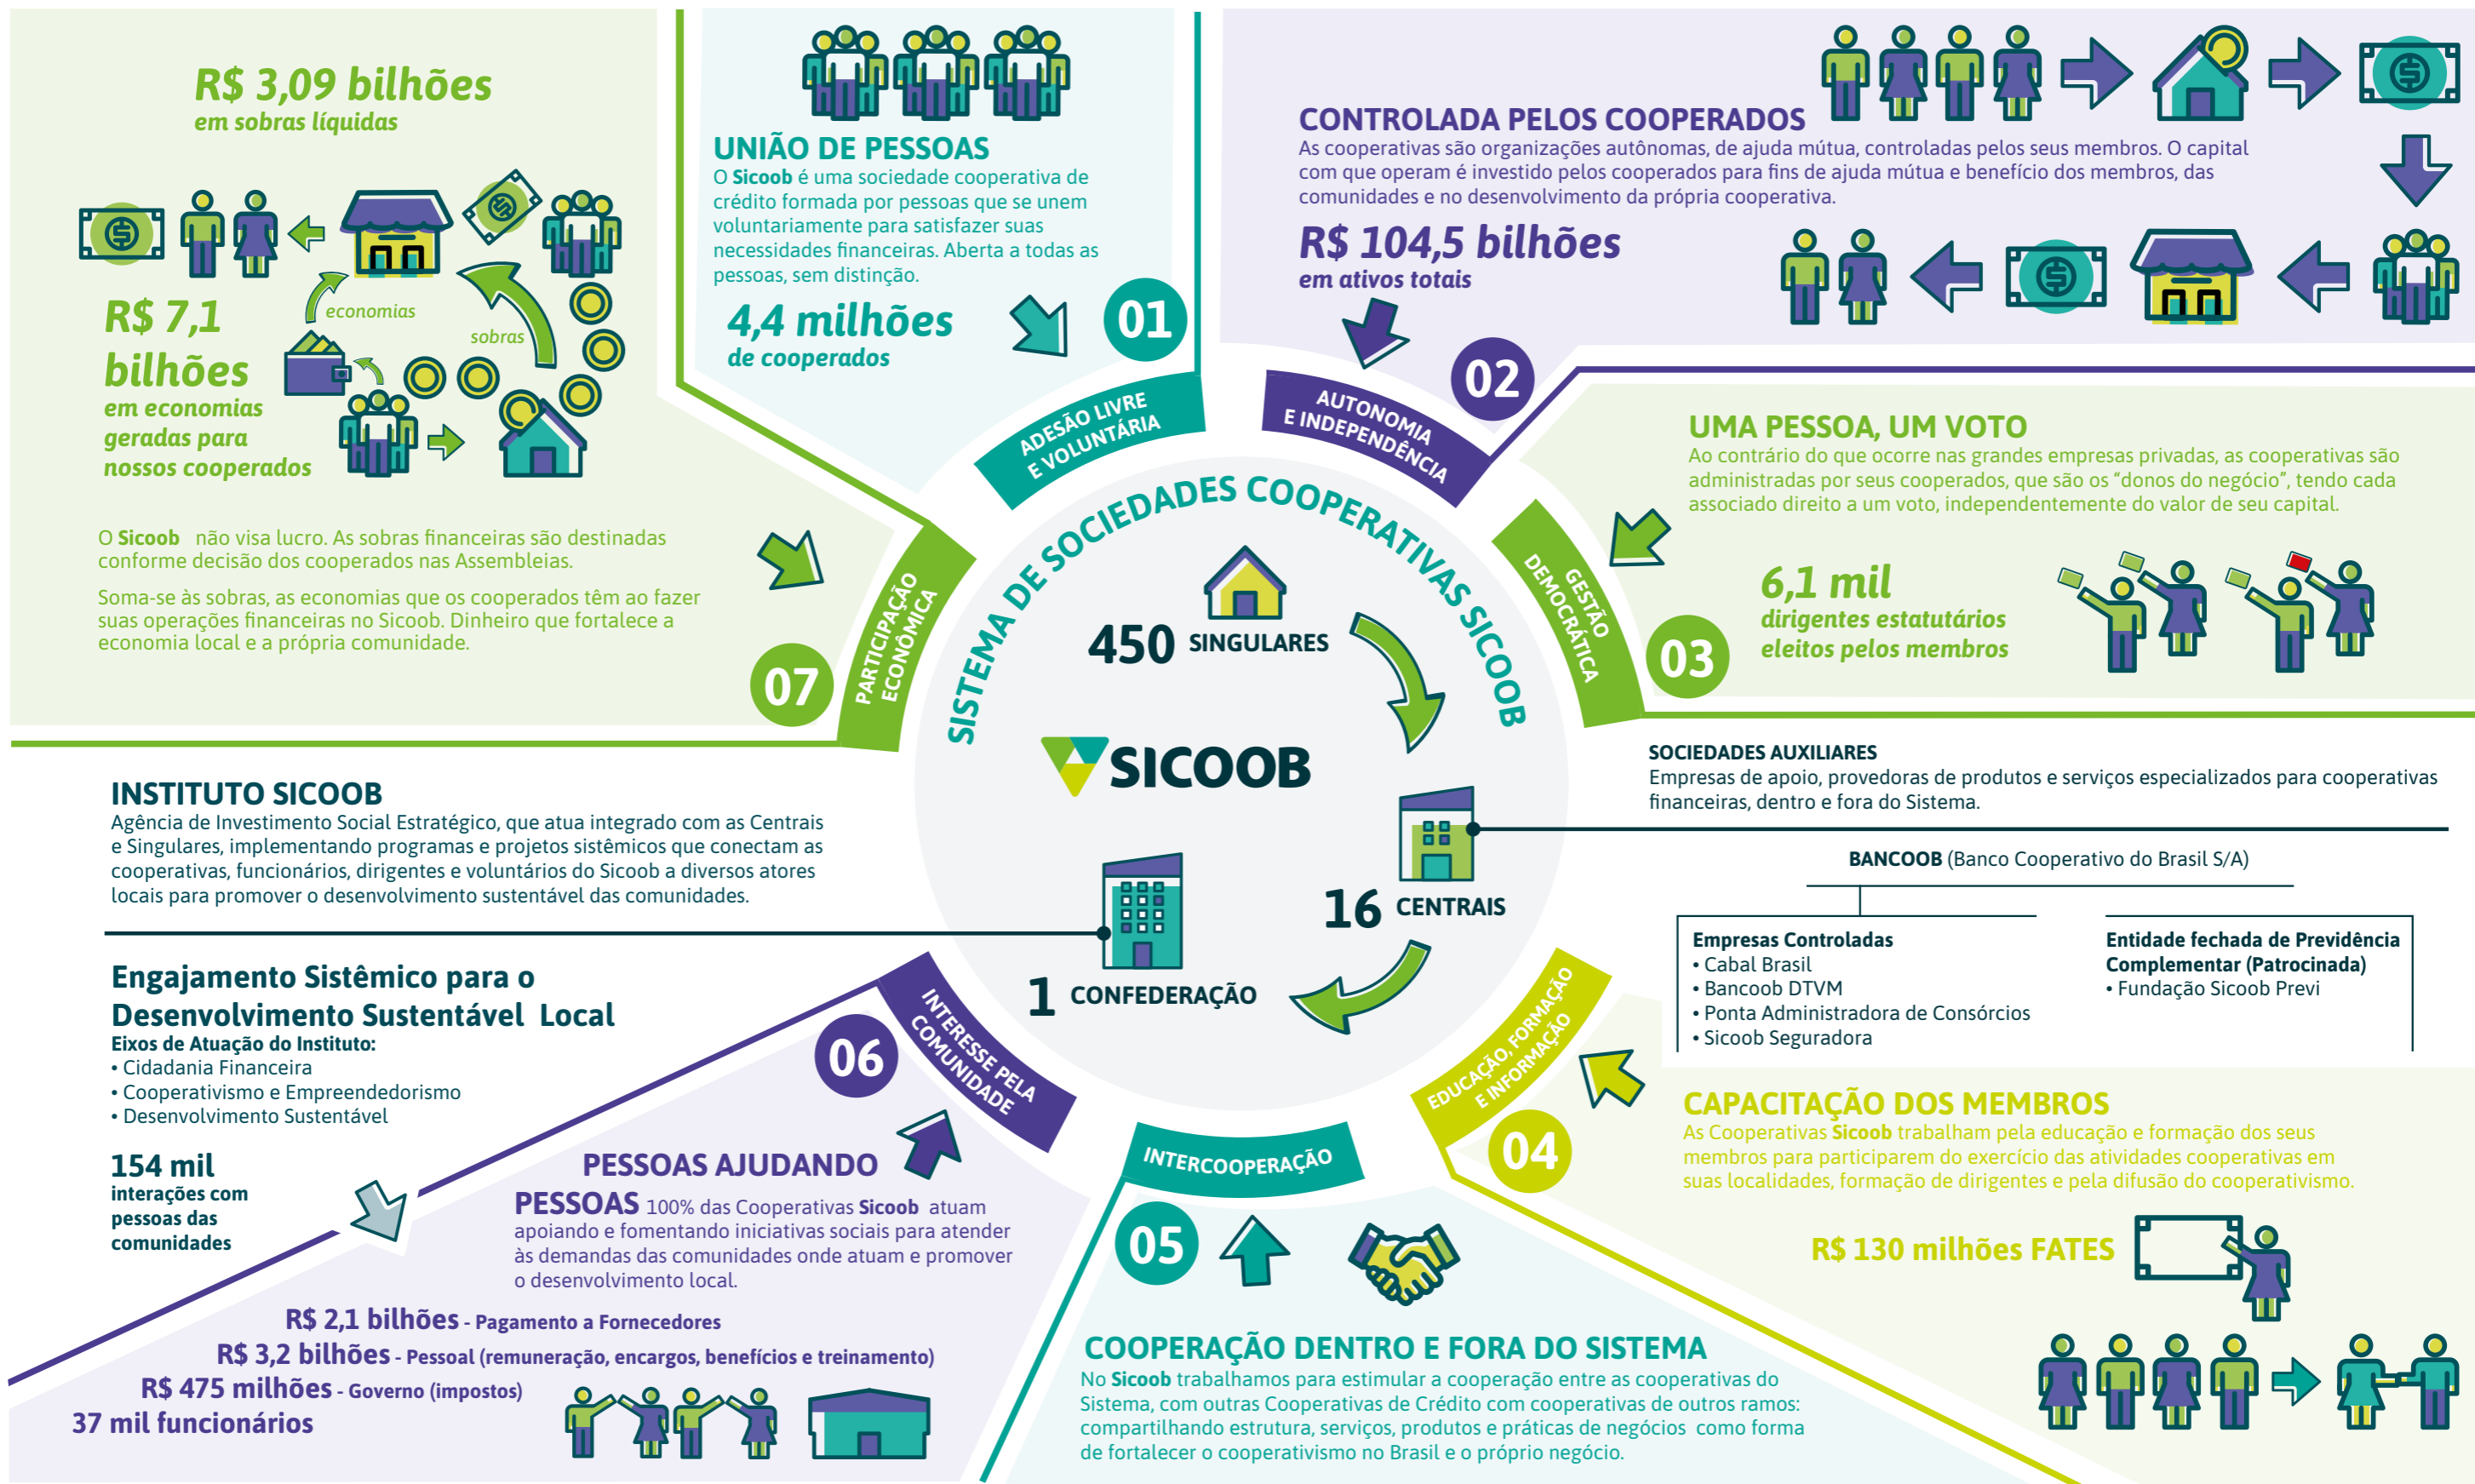 R$ 3,09 bilhões
em sobras líquidas
R$ 7,1
bilhões
em economias
geradas para
nossos cooperados
economias
sobras
O Sicoob não visa lucro. As sobras financeiras são destinadas
conforme decisão dos cooperados nas Assembleias.
Soma-se às sobras, as economias que os cooperados têm ao fazer
suas operações financeiras no Sicoob. Dinheiro que fortalece a
economia local e a própria comunidade.
07
PARTICIPAÇÃO
ECONÔMICA
UNIÃO DE PESSOAS
O Sicoob é uma sociedade cooperativa de
crédito formada por pessoas que se unem
voluntariamente para satisfazer suas
necessidades financeiras. Aberta a todas as
pessoas, sem distinção.
4,4 milhões
de cooperados
01
ADESÃO LIVRE
E VOLUNTÁRIA
CONTROLADA PELOS COOPERADOS
As cooperativas são organizações autônomas, de ajuda mútua, controladas pelos seus membros. O capital
com que operam é investido pelos cooperados para fins de ajuda mútua e benefício dos membros, das
comunidades e no desenvolvimento da própria cooperativa.
R$ 104,5 bilhões
em ativos totais
02
AUTONOMIA
E INDEPENDÊNCIA
UMA PESSOA, UM VOTO
Ao contrário do que ocorre nas grandes empresas privadas, as cooperativas são
administradas por seus cooperados, que são os "donos do negócio", tendo cada
associado direito a um voto, independentemente do valor de seu capital.
6,1 mil
dirigentes estatutários
eleitos pelos membros
03
GESTÃO
DEMOCRÁTICA
SISTEMA DE SOCIEDADES COOPERATIVAS SICOOB
450 SINGULARES
SICOOB
16 CENTRAIS
1 CONFEDERAÇÃO
SOCIEDADES AUXILIARES
Empresas de apoio, provedoras de produtos e serviços especializados para cooperativas
financeiras, dentro e fora do Sistema.
BANCOOB (Banco Cooperativo do Brasil S/A)
Empresas Controladas
• Cabal Brasil
• Bancoob DTVM
• Ponta Administradora de Consórcios
• Sicoob Seguradora
Entidade fechada de Previdência
Complementar (Patrocinada)
• Fundação Sicoob Previ
INSTITUTO SICOOB
Agência de Investimento Social Estratégico, que atua integrado com as Centrais
e Singulares, implementando programas e projetos sistêmicos que conectam as
cooperativas, funcionários, dirigentes e voluntários do Sicoob a diversos atores
locais para promover o desenvolvimento sustentável das comunidades.
Engajamento Sistêmico para o
Desenvolvimento Sustentável Local
Eixos de Atuação do Instituto:
• Cidadania Financeira
• Cooperativismo e Empreendedorismo
• Desenvolvimento Sustentável
154 mil
interações com
pessoas das
comunidades
06
INTERESSE PELA
COMUNIDADE
PESSOAS AJUDANDO
PESSOAS 100% das Cooperativas Sicoob atuam
apoiando e fomentando iniciativas sociais para atender
às demandas das comunidades onde atuam e promover
o desenvolvimento local.
R$ 2,1 bilhões - Pagamento a Fornecedores
R$ 3,2 bilhões - Pessoal (remuneração, encargos, benefícios e treinamento)
R$ 475 milhões - Governo (impostos)
37 mil funcionários
INTERCOOPERAÇÃO
05
COOPERAÇÃO DENTRO E FORA DO SISTEMA
No Sicoob trabalhamos para estimular a cooperação entre as cooperativas do
Sistema, com outras Cooperativas de Crédito com cooperativas de outros ramos:
compartilhando estrutura, serviços, produtos e práticas de negócios como forma
de fortalecer o cooperativismo no Brasil e o próprio negócio.
EDUCAÇÃO, FORMAÇÃO
E INFORMAÇÃO
04
CAPACITAÇÃO DOS MEMBROS
As Cooperativas Sicoob trabalham pela educação e formação dos seus
membros para participarem do exercício das atividades cooperativas em
suas localidades, formação de dirigentes e pela difusão do cooperativismo.
R$ 130 milhões FATES